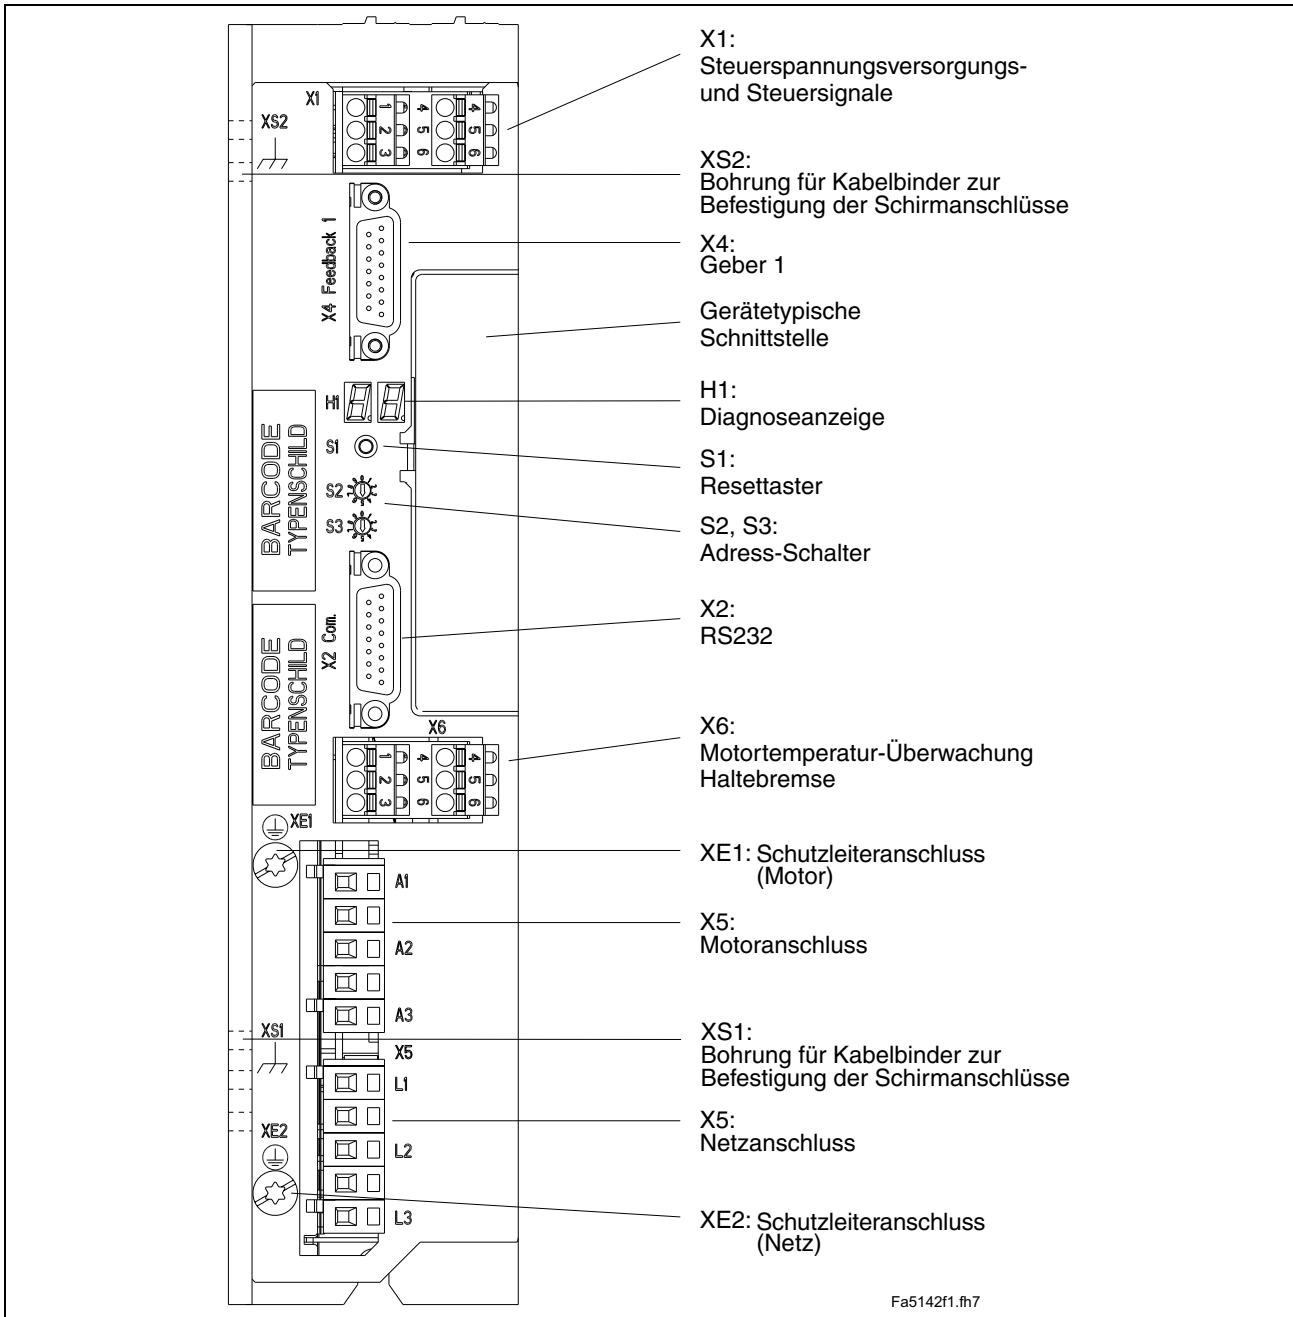 X1:
Steuerspannungsversorgungs-
und Steuersignale
XS2:
Bohrung für Kabelbinder zur
Befestigung der Schirmanschlüsse
X4:
Geber 1
Gerätetypische
Schnittstelle
H1:
Diagnoseanzeige
S1:
Resettaster
S2, S3:
Adress-Schalter
X2:
RS232
X6:
Motortemperatur-Überwachung
Haltebremse
XE1: Schutzleiteranschluss
(Motor)
X5:
Motoranschluss
XS1:
Bohrung für Kabelbinder zur
Befestigung der Schirmanschlüsse
X5:
Netzanschluss
XE2: Schutzleiteranschluss
(Netz)
X1
1 4 4
2 5 5
3 6 6
XS2
X4 Feedback 1
H1
S1
S2
S3
BARCODE
TYPENSCHILD
X2 Com.
BARCODE
TYPENSCHILD
X6
1 4 4
2 5 5
3 6 6
XE1
A1
A2
A3
XS1
X5
L1
XE2
L2
L3
Fa5142f1.fh7